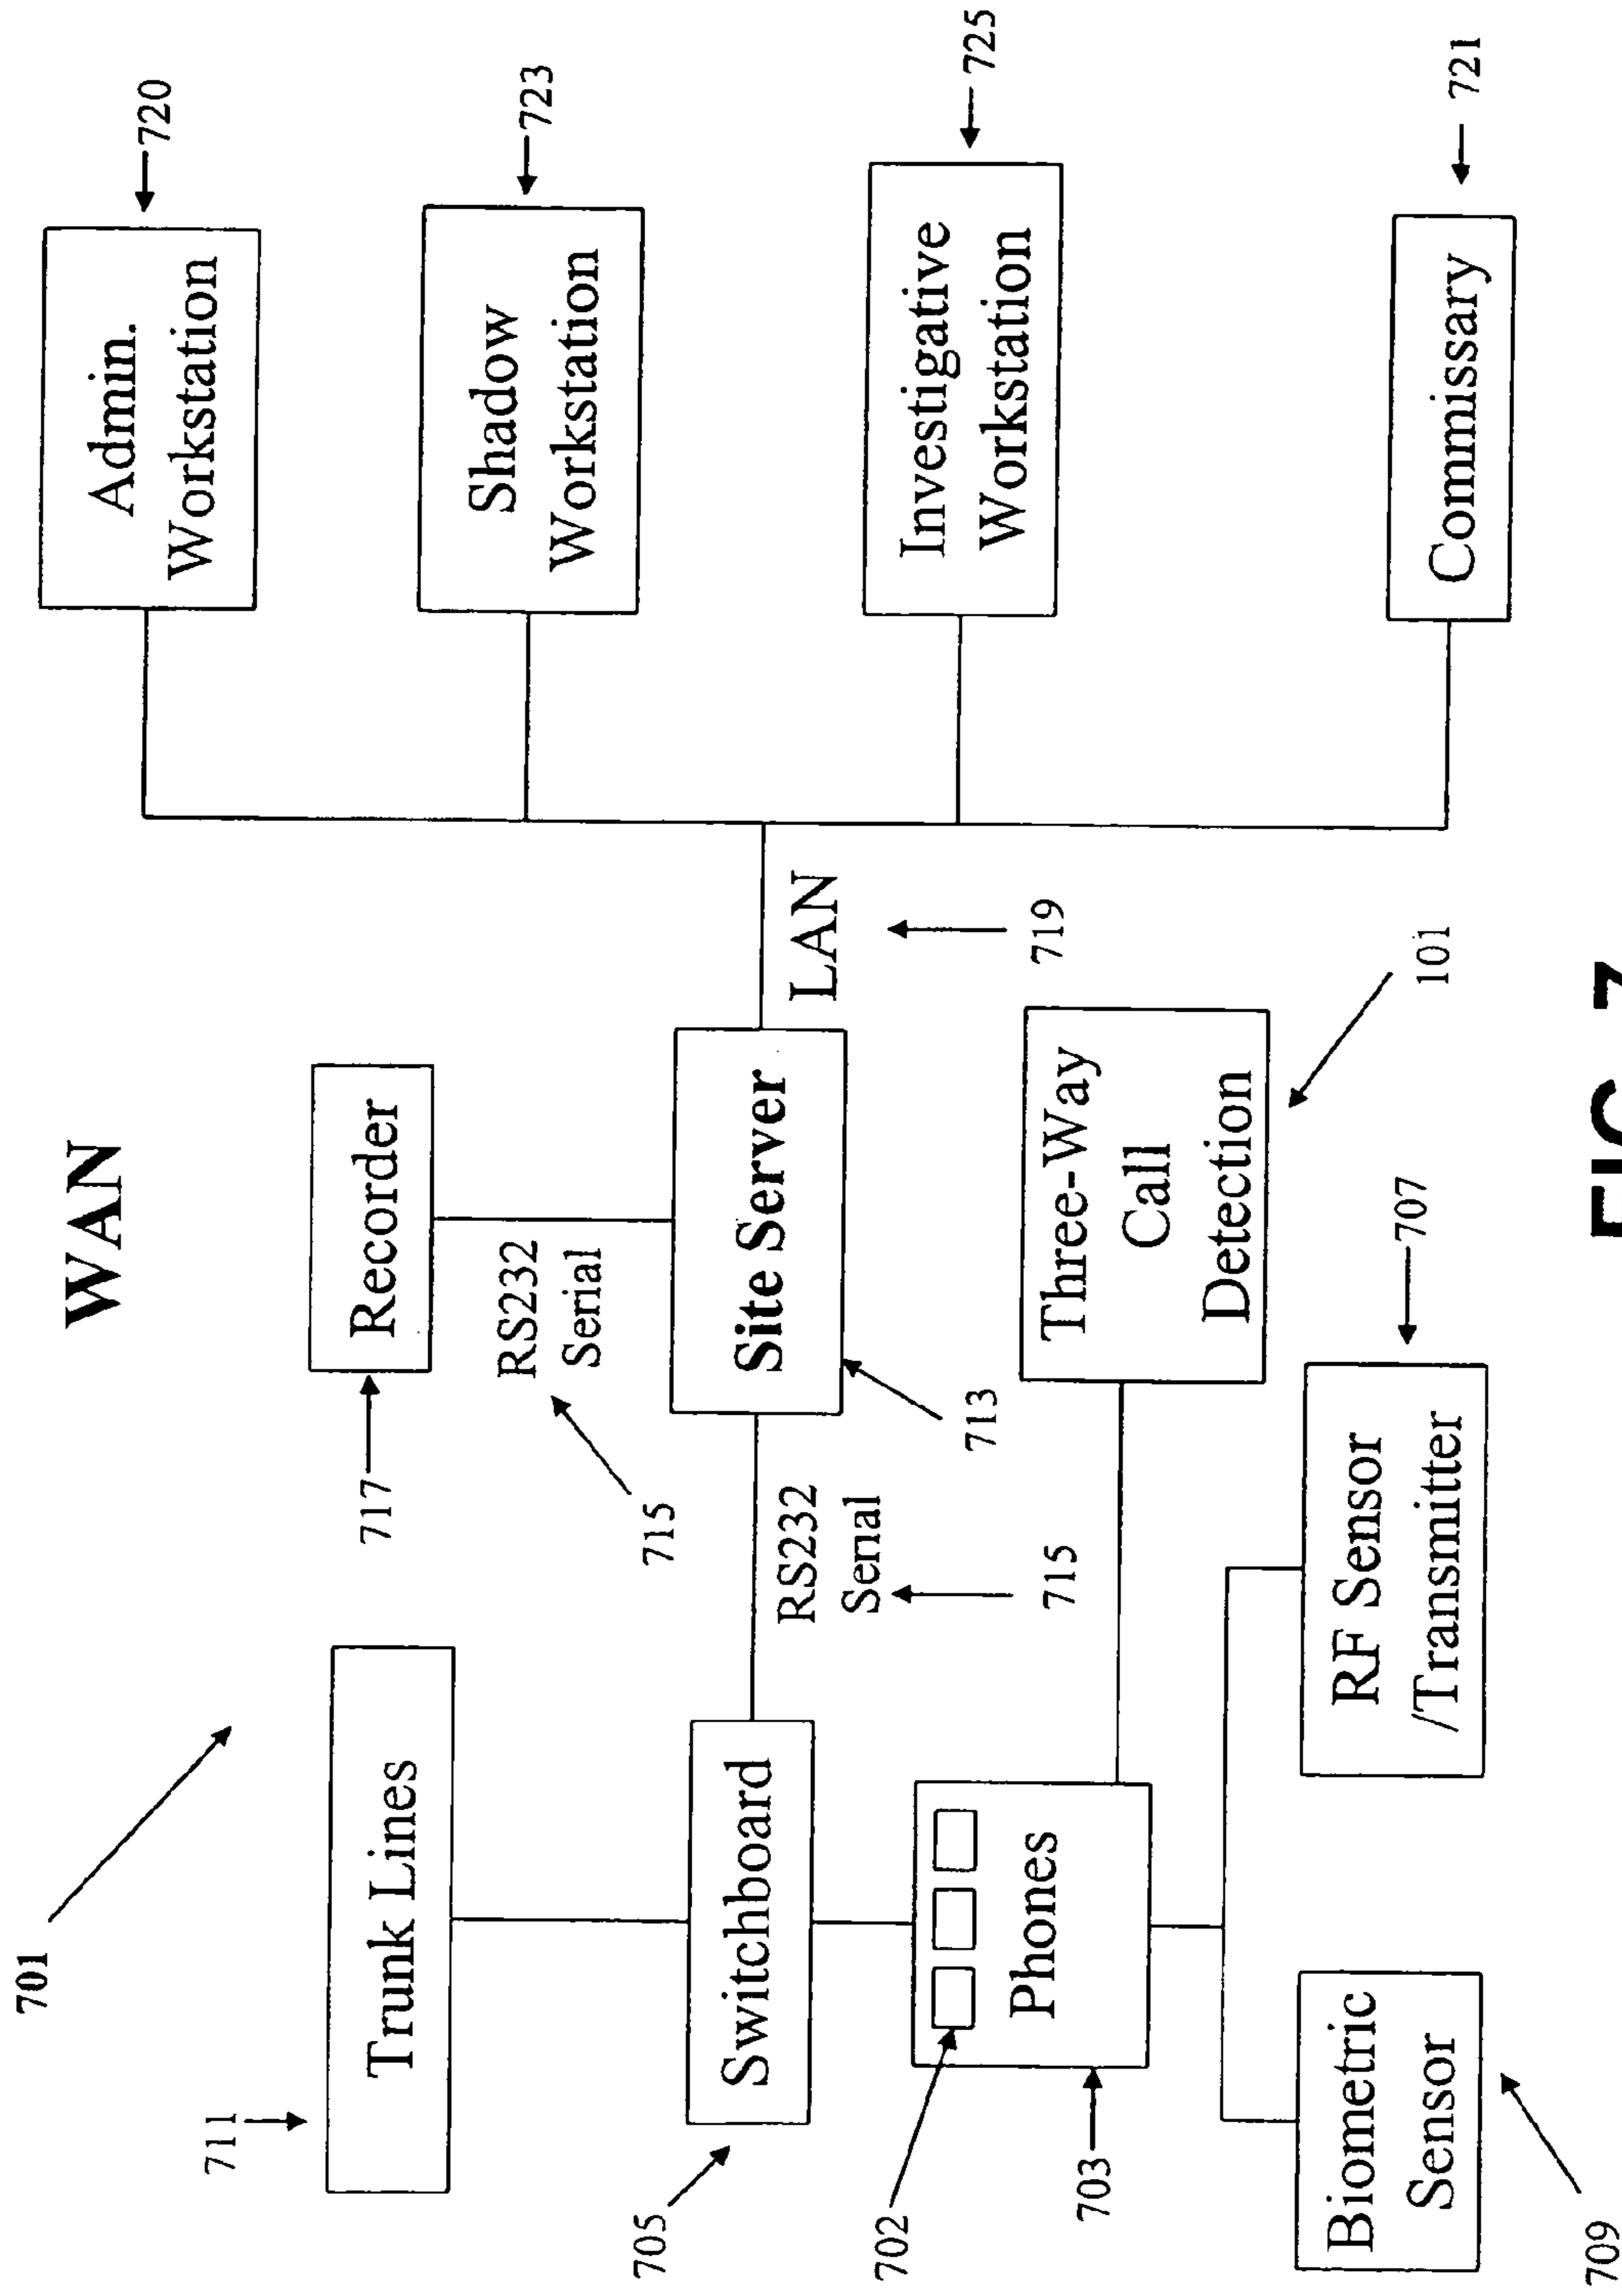 WAN
701
711
Trunk Lines
717
Recorder
Admin.
Workstation
720
RS232
Serial
715
Shadow
Workstation
723
705
Switchboard
RS232
Serial
715
Site Server
713
LAN
719
Investigative
Workstation
725
702
703
Phones
Three-Way
Call
Detection
101
Biometric
Sensor
709
RF Sensor
/Transmitter
707
Commissary
721
FIG. 7